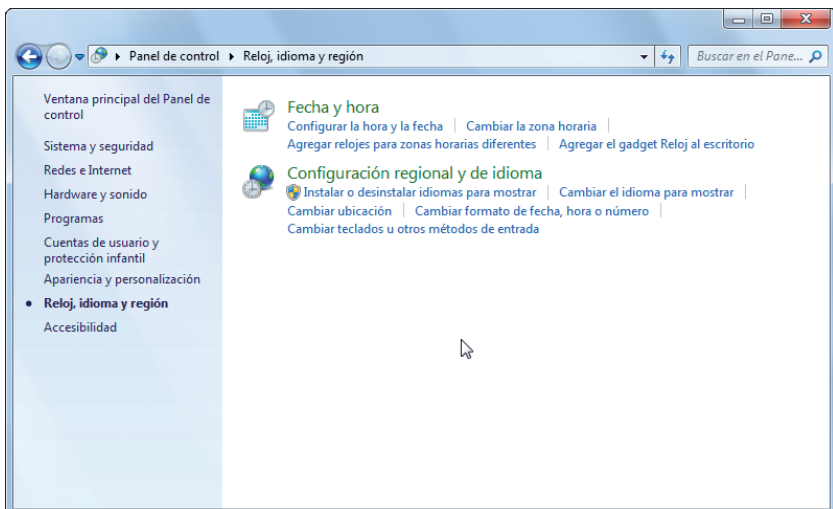 Panel de control Reloj, idioma y región
Buscar en el Pane...
Ventana principal del Panel de
control
Sistema y seguridad
Redes e Internet
Hardware y sonido
Programas
Cuentas de usuario y
protección infantil
Apariencia y personalización
Reloj, idioma y región
Accesibilidad
Fecha y hora
Configurar la hora y la fecha Cambiar la zona horaria
Agregar relojes para zonas horarias diferentes Agregar el gadget Reloj al escritorio
Configuración regional y de idioma
Instalar o desinstalar idiomas para mostrar Cambiar el idioma para mostrar
Cambiar ubicación Cambiar formato de fecha, hora o número
Cambiar teclados u otros métodos de entrada